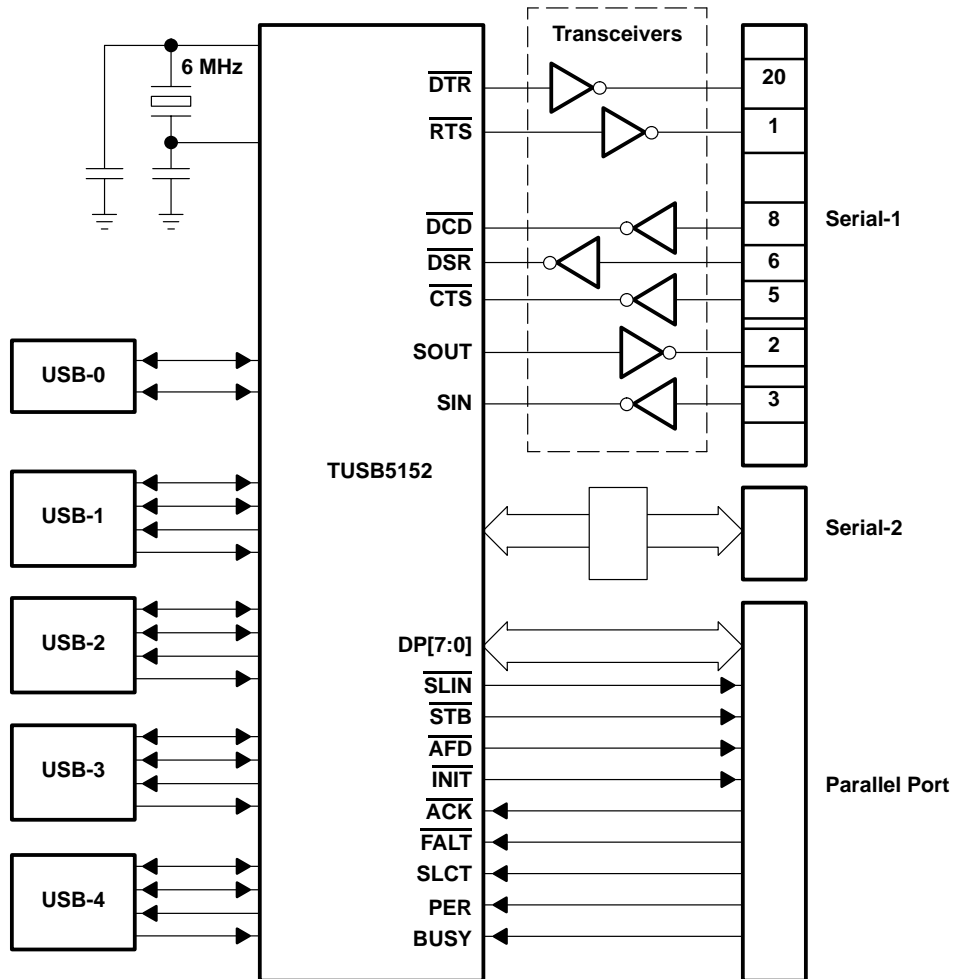 Transceivers
6 MHz
DTR
20
RTS
1
DCD
8
Serial-1
DSR
6
CTS
5
SOUT
2
USB-0
SIN
3
TUSB5152
USB-1
Serial-2
USB-2
DP[7:0]
SLIN
STB
AFD
USB-3
INIT
Parallel Port
ACK
FALT
SLCT
USB-4
PER
BUSY